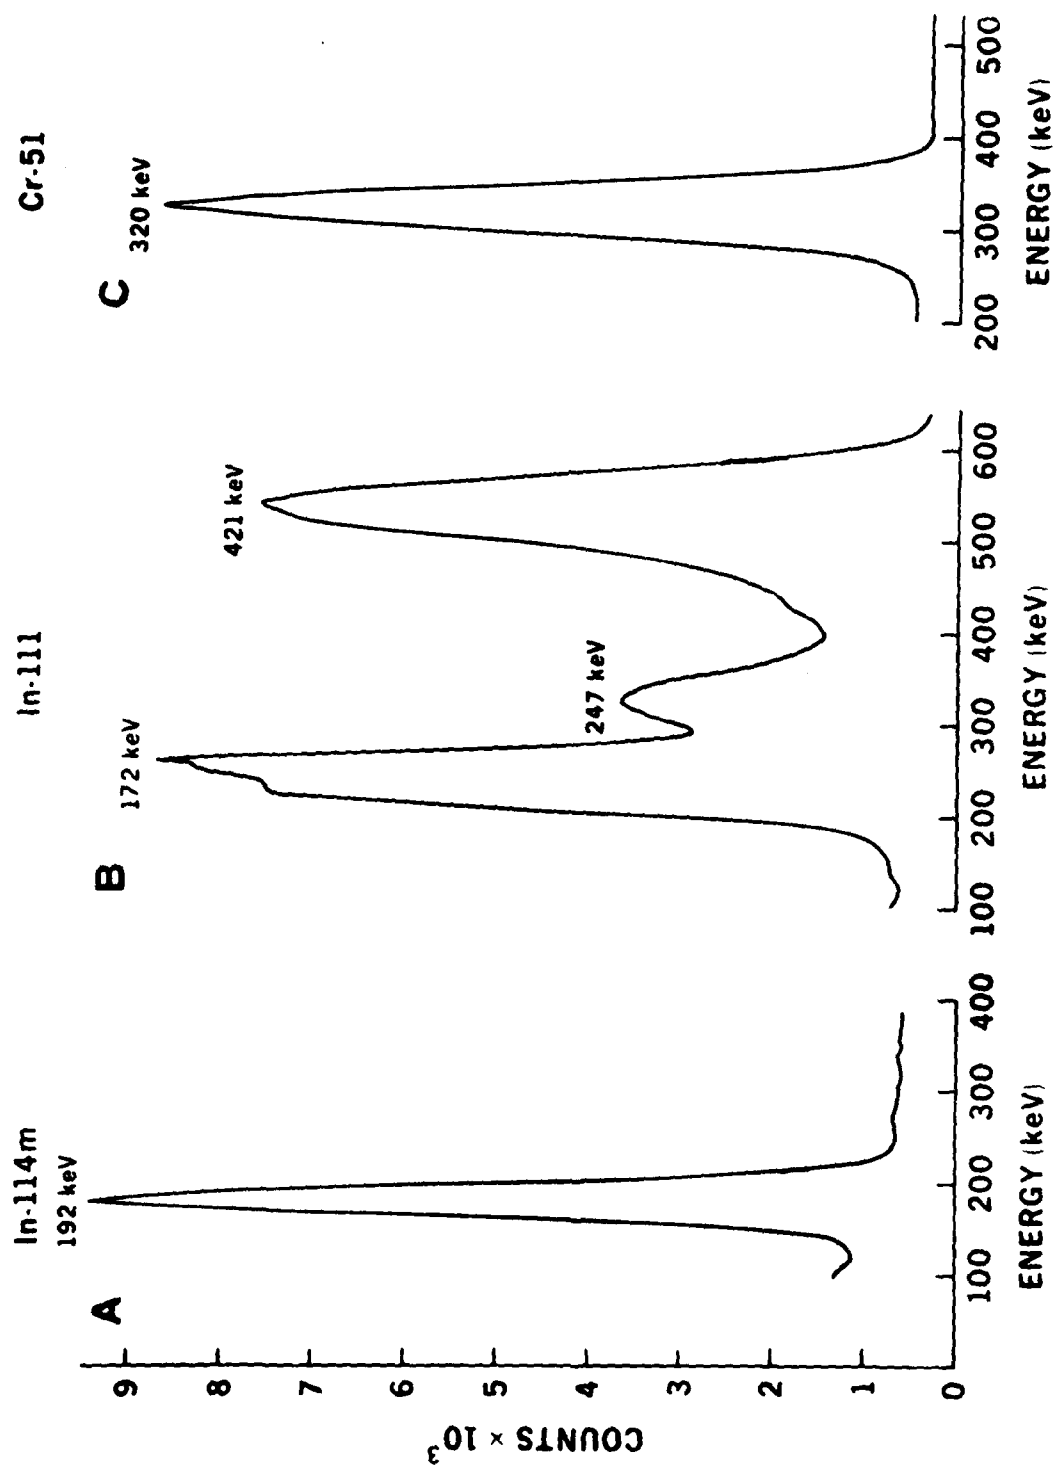 In-114m
192 keV
A
In-111
172 keV
B
247 keV
421 keV
Cr-51
320 keV
C
COUNTS × 10³
9
8
7
6
5
4
3
2
1
0
100 200 300 400
ENERGY (keV)
100 200 300 400 500 600
ENERGY (keV)
200 300 400 500
ENERGY (keV)